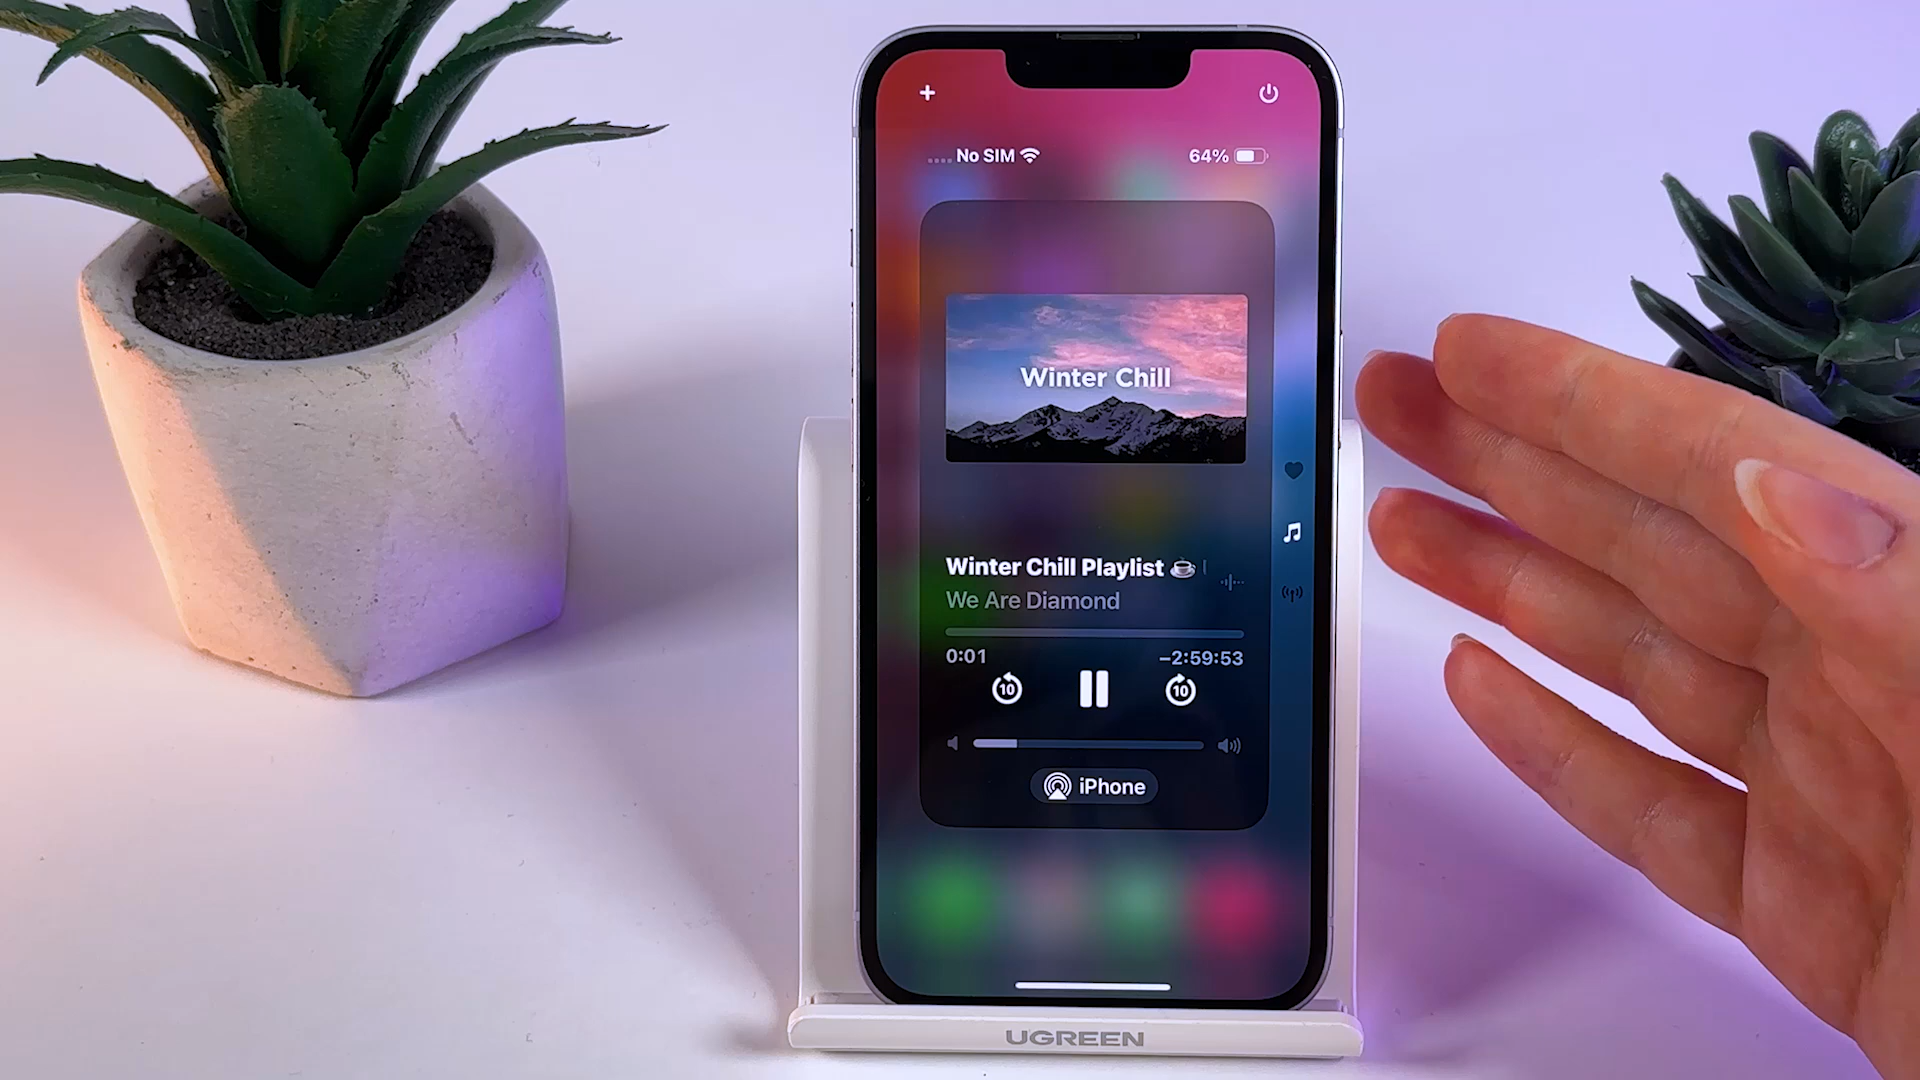 No SIM
64%
Winter Chill
Winter Chill Playlist ☕
We Are Diamond
0:01
−2:59:53
10
10
iPhone
UGREEN